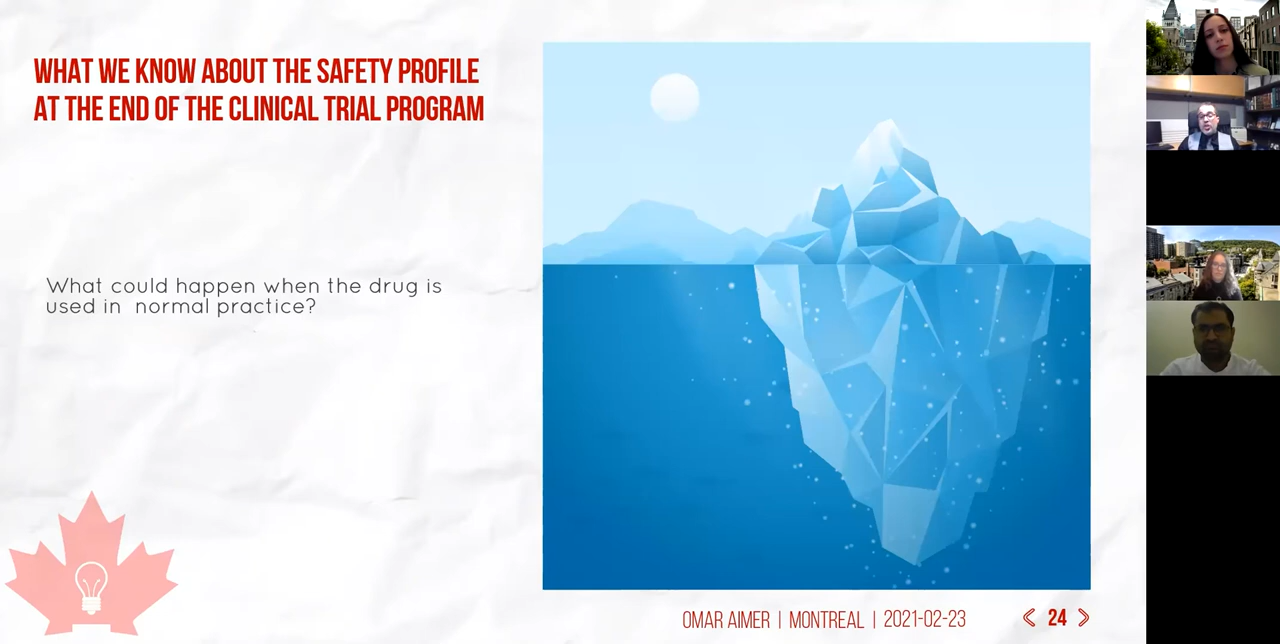 WHAT WE KNOW ABOUT THE SAFETY PROFILE
AT THE END OF THE CLINICAL TRIAL PROGRAM
What could happen when the drug is
used in normal practice?
OMAR AIMER | MONTREAL | 2021-02-23
24